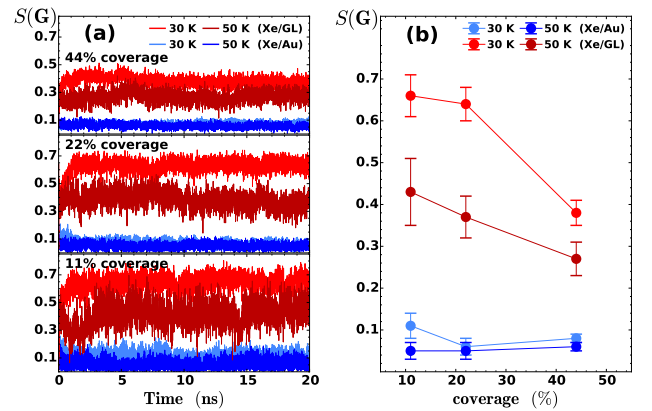 S(G)
(a)
30 K 50 K (Xe/GL)
30 K 50 K (Xe/Au)
44% coverage
0.7
0.5
0.3
0.1
22% coverage
0.7
0.5
0.3
0.1
11% coverage
0.7
0.5
0.3
0.1
0 5 10 15 20
Time (ns)
S(G)
(b)
30 K 50 K (Xe/Au)
30 K 50 K (Xe/GL)
0.7
0.6
0.5
0.4
0.3
0.2
0.1
10 20 30 40 50
coverage (%)